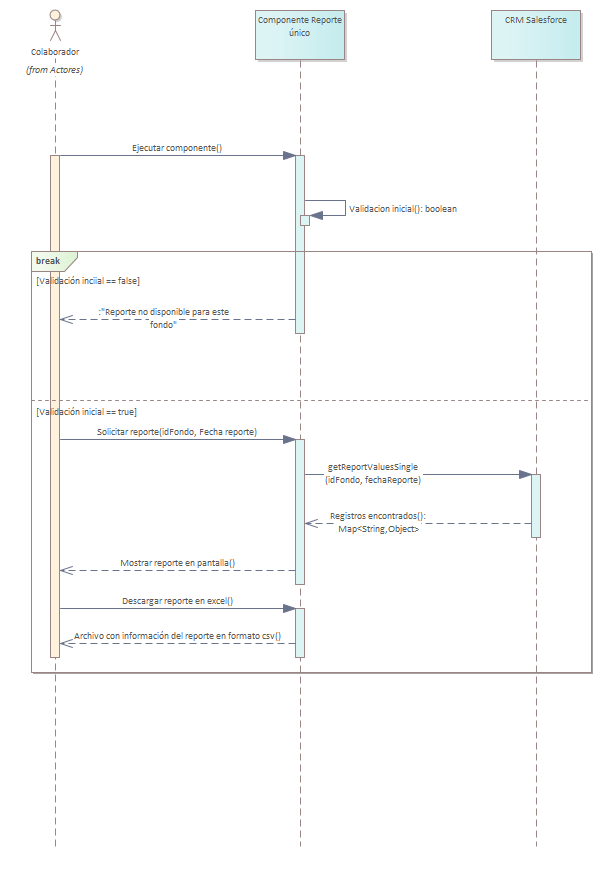 Componente Reporte
único
CRM Salesforce
Colaborador
(from Actores)
Ejecutar componente()
Validacion inicial(): boolean
break
[Validación inciial == false]
:"Reporte no disponible para este
fondo"
[Validación inicial == true]
Solicitar reporte(idFondo, Fecha reporte)
getReportValuesSingle
(idFondo, fechaReporte)
Registros encontrados():
Map<String,Object>
Mostrar reporte en pantalla()
Descargar reporte en excel()
Archivo con información del reporte en formato csv()